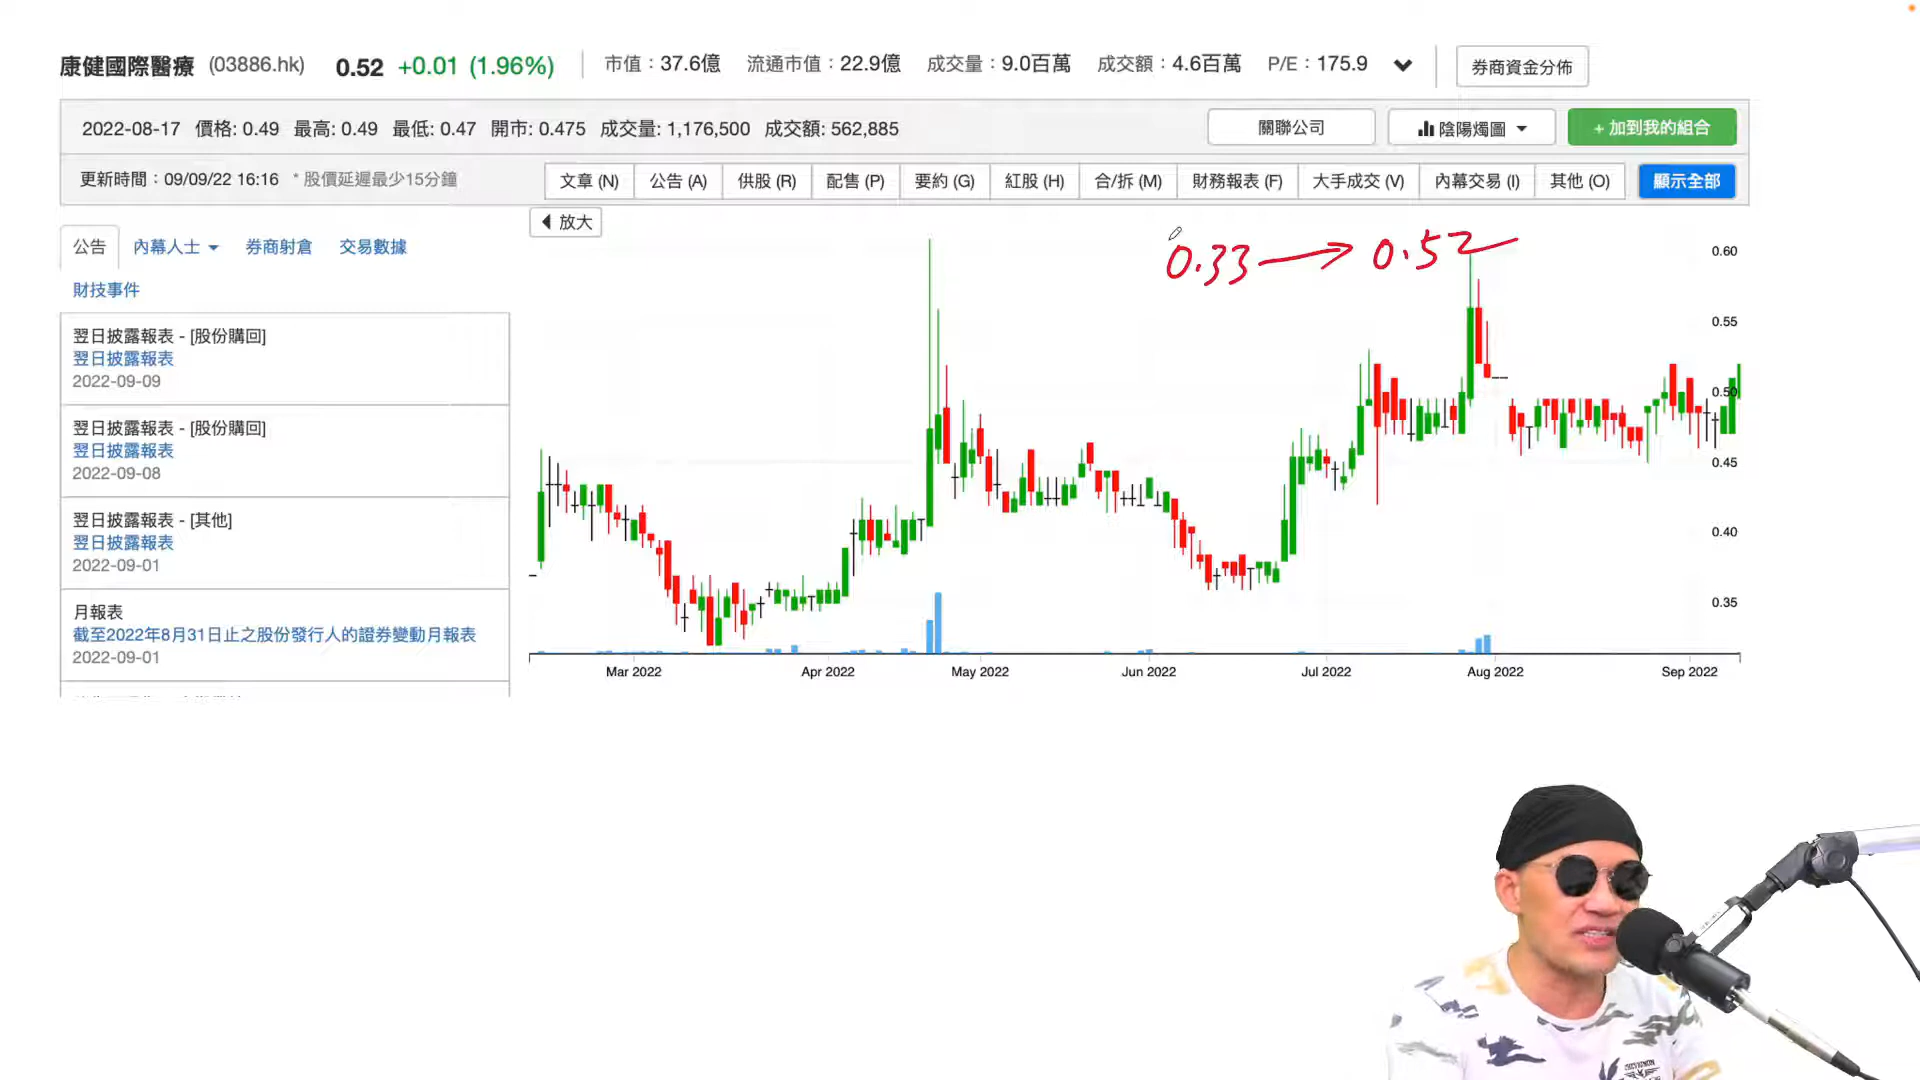 康健國際醫療 (03886.hk) 0.52 +0.01 (1.96%) 市值：37.6億 流通市值：22.9億 成交量：9.0百萬 成交額：4.6百萬 P/E：175.9 券商資金分佈
2022-08-17 價格: 0.49 最高: 0.49 最低: 0.47 開市: 0.475 成交量: 1,176,500 成交額: 562,885 關聯公司 陰陽燭圖 + 加到我的組合
更新時間：09/09/22 16:16 * 股價延遲最少15分鐘 文章 (N) 公告 (A) 供股 (R) 配售 (P) 要約 (G) 紅股 (H) 合/拆 (M) 財務報表 (F) 大手成交 (V) 內幕交易 (I) 其他 (O) 顯示全部
放大
公告 內幕人士 券商射倉 交易數據
財技事件
翌日披露報表 - [股份購回]
翌日披露報表
2022-09-09
翌日披露報表 - [股份購回]
翌日披露報表
2022-09-08
翌日披露報表 - [其他]
翌日披露報表
2022-09-01
月報表
截至2022年8月31日止之股份發行人的證券變動月報表
2022-09-01
0.33 → 0.52
0.60
0.55
0.50
0.45
0.40
0.35
Mar 2022 Apr 2022 May 2022 Jun 2022 Jul 2022 Aug 2022 Sep 2022